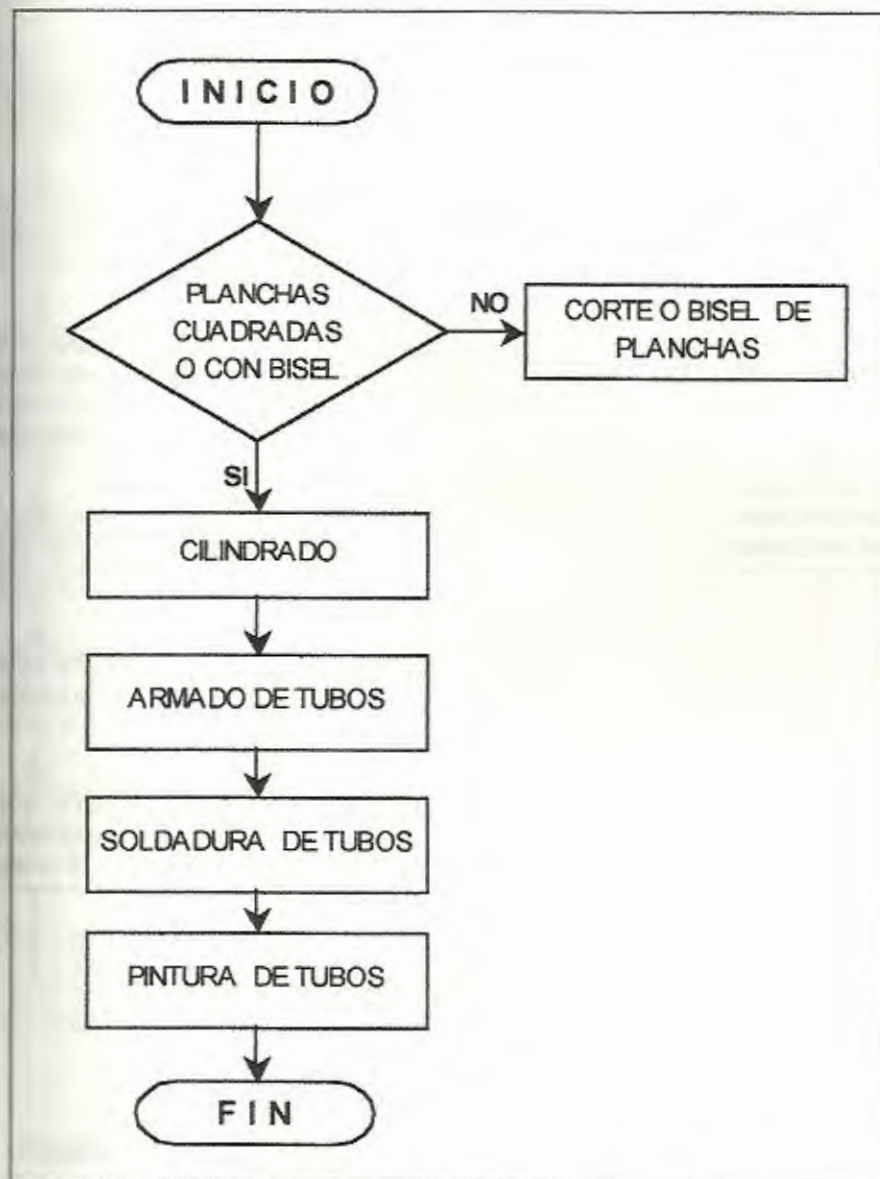 INICIO
PLANCHAS
CUADRADAS
O CON BISEL
NO
CORTE O BISEL DE
PLANCHAS
SI
CILINDRADO
ARMADO DE TUBOS
SOLDADURA DE TUBOS
PINTURA DE TUBOS
FIN